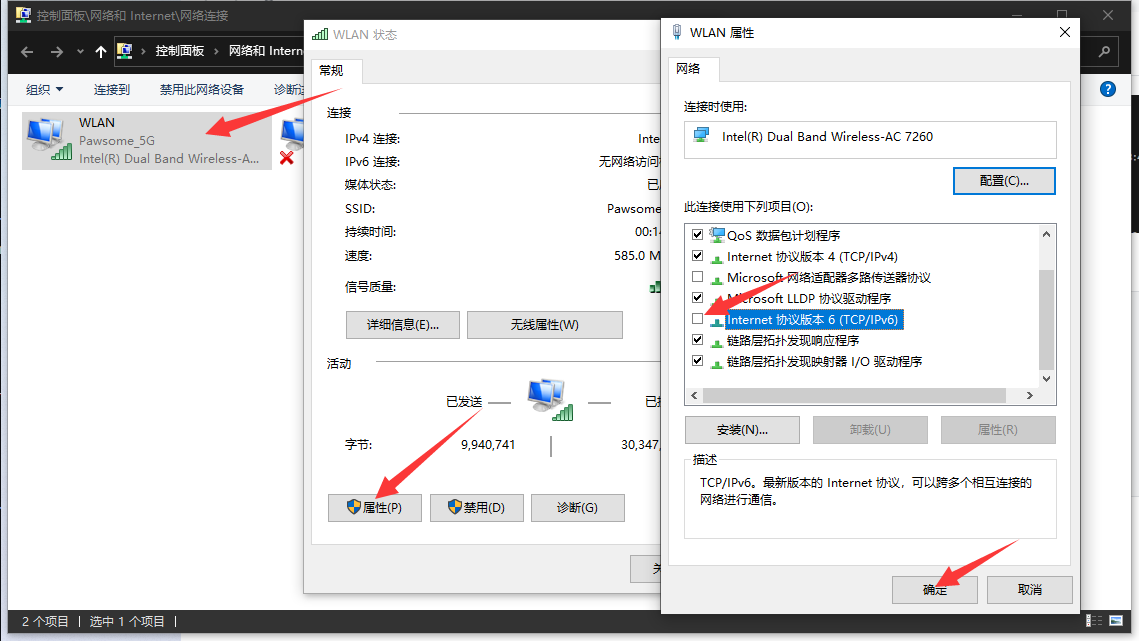 控制面板\网络和 Internet\网络连接
控制面板
网络和 Intern
组织
连接到
禁用此网络设备
诊断
WLAN
Pawsome_5G
Intel(R) Dual Band Wireless-A...
2 个项目
选中 1 个项目
WLAN 状态
常规
连接
IPv4 连接:
Inte
IPv6 连接:
无网络访问
媒体状态:
已
SSID:
Pawsome
持续时间:
00:1
速度:
585.0 M
信号质量:
详细信息(E)...
无线属性(W)
活动
已发送
已
字节:
9,940,741
30,347,
属性(P)
禁用(D)
诊断(G)
WLAN 属性
网络
连接时使用:
Intel(R) Dual Band Wireless-AC 7260
配置(C)...
此连接使用下列项目(O):
QoS 数据包计划程序
Internet 协议版本 4 (TCP/IPv4)
Microsoft 网络适配器多路传送器协议
Microsoft LLDP 协议驱动程序
Internet 协议版本 6 (TCP/IPv6)
链路层拓扑发现响应程序
链路层拓扑发现映射器 I/O 驱动程序
安装(N)...
卸载(U)
属性(R)
描述
TCP/IPv6。最新版本的 Internet 协议，可以跨多个相互连接的
网络进行通信。
确定
取消